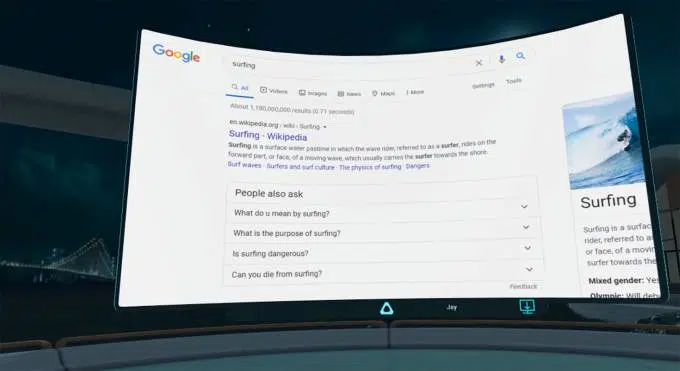 Google
surfing
All Videos Images News Maps More Settings Tools
About 1,180,000,000 results (0.71 seconds)
en.wikipedia.org › wiki › Surfing
Surfing - Wikipedia
Surfing is a surface water pastime in which the wave rider, referred to as a surfer, rides on the
forward part, or face, of a moving wave, which usually carries the surfer towards the shore.
Surf waves · Surfers and surf culture · The physics of surfing · Dangers
People also ask
What do u mean by surfing?
What is the purpose of surfing?
Is surfing dangerous?
Can you die from surfing?
Feedback
Surfing
Surfing is a surfac
rider, referred to a
or face, of a movin
surfer towards the
Mixed gender: Yes
Olympic: Will deb
Jay